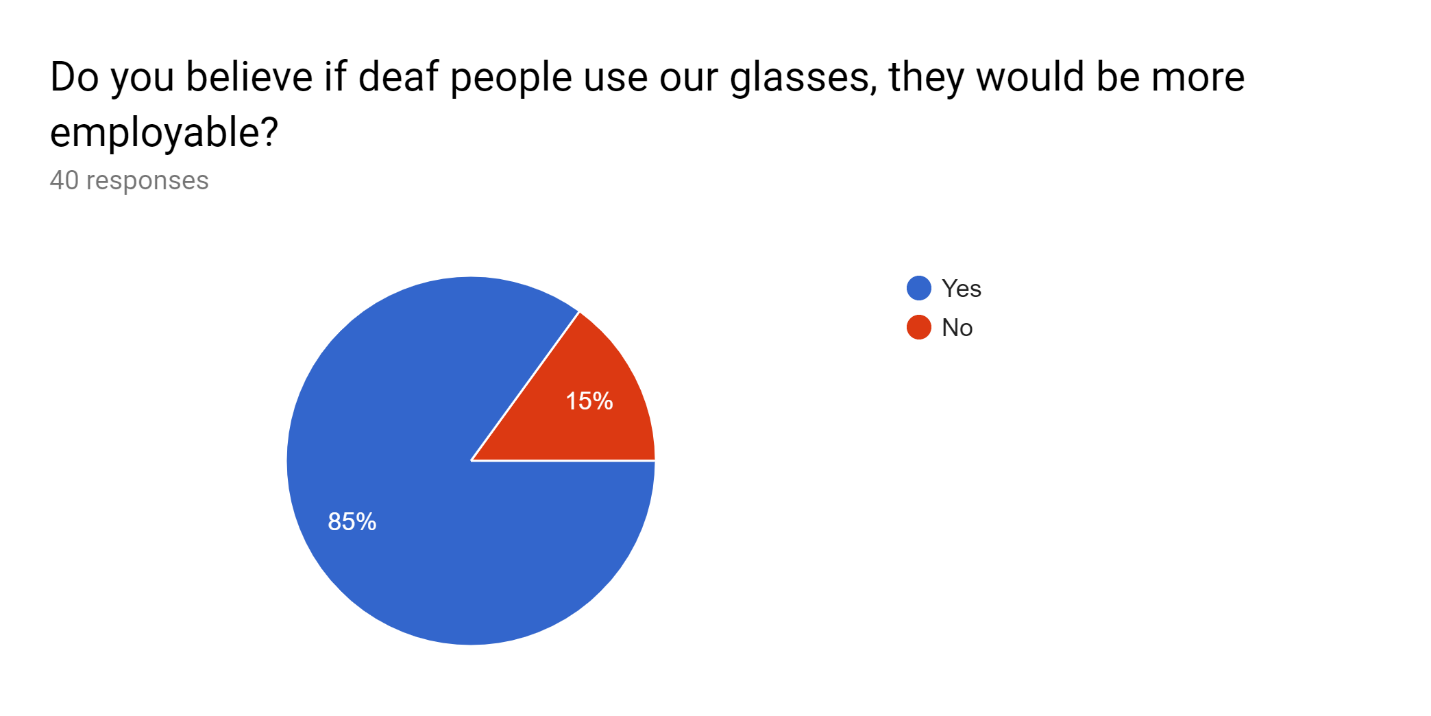 Do you believe if deaf people use our glasses, they would be more
employable?
40 responses
Yes
No
15%
85%